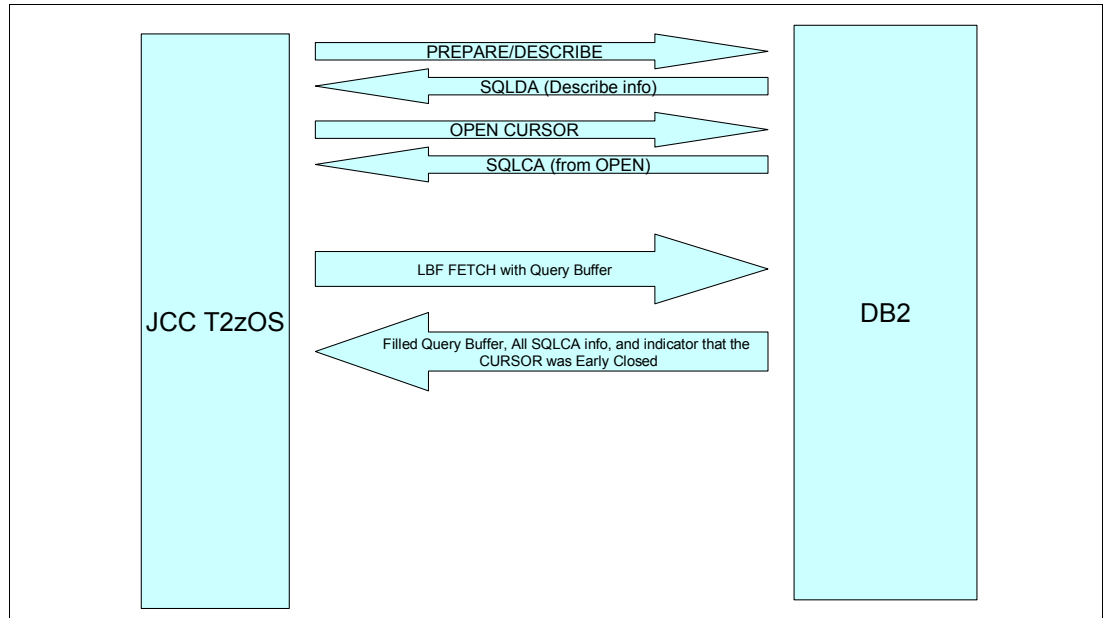 PREPARE/DESCRIBE
SQLDA (Describe info)
OPEN CURSOR
SQLCA (from OPEN)
LBF FETCH with Query Buffer
JCC T2zOS
DB2
Filled Query Buffer, All SQLCA info, and indicator that the
CURSOR was Early Closed